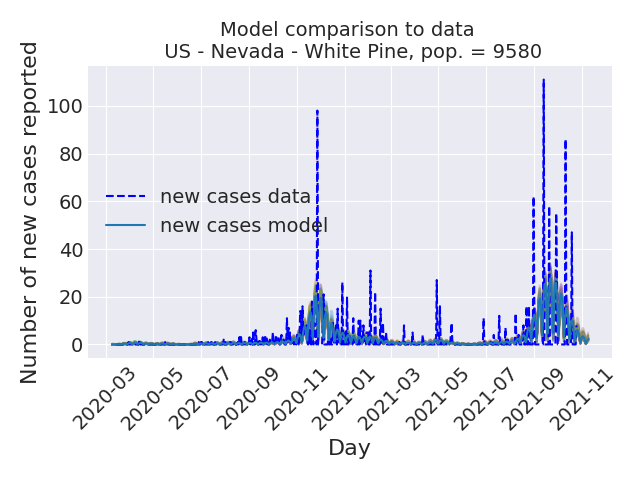 Model comparison to data
US - Nevada - White Pine, pop. = 9580
Number of new cases reported
100
80
60
40
20
0
new cases data
new cases model
2020-03
2020-05
2020-07
2020-09
2020-11
2021-01
2021-03
2021-05
2021-07
2021-09
2021-11
Day